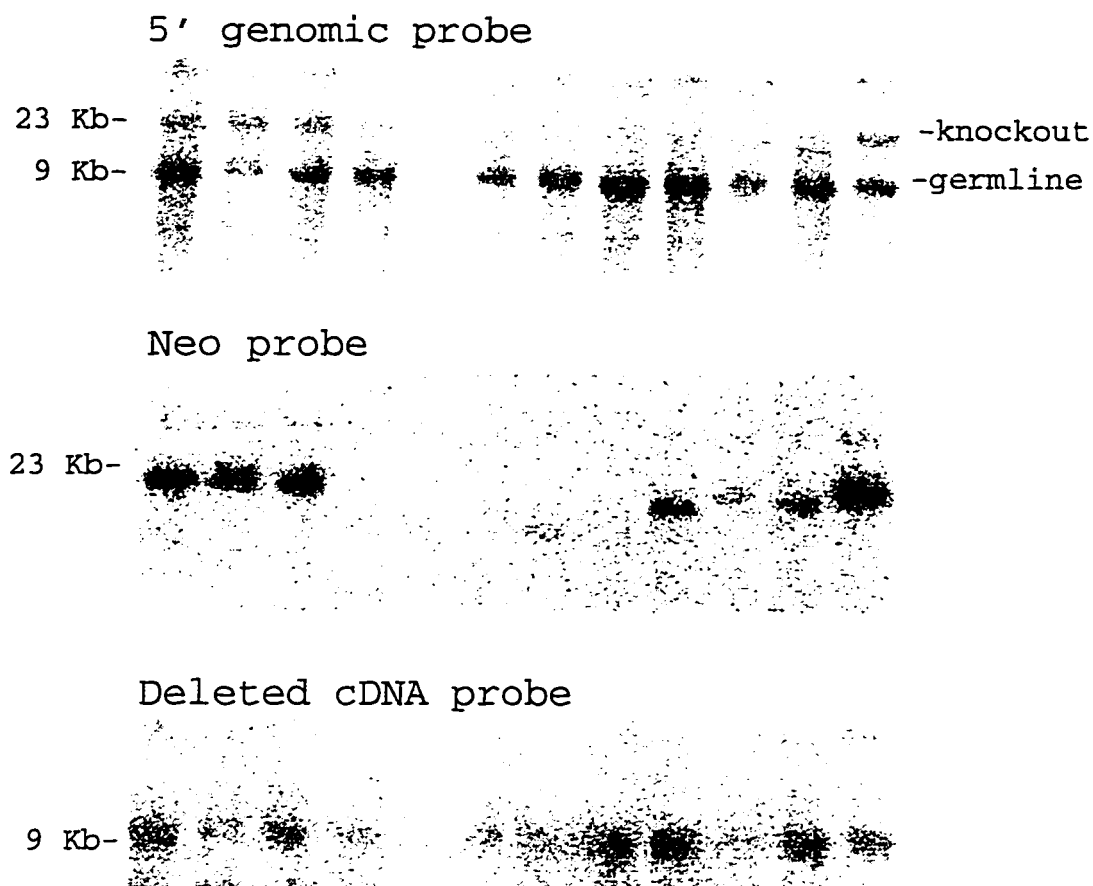 5' genomic probe
23 Kb-
-knockout
9 Kb-
-germline
Neo probe
23 Kb-
Deleted cDNA probe
9 Kb-